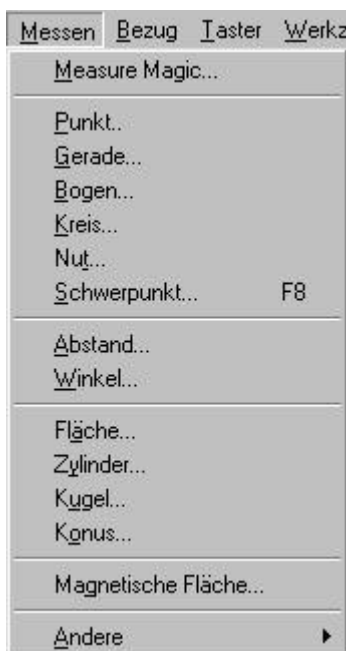 Messen Bezug Taster Werkz
Measure Magic...
Punkt..
Gerade...
Bogen...
Kreis...
Nut...
Schwerpunkt... F8
Abstand...
Winkel...
Fläche...
Zylinder...
Kugel...
Konus...
Magnetische Fläche...
Andere